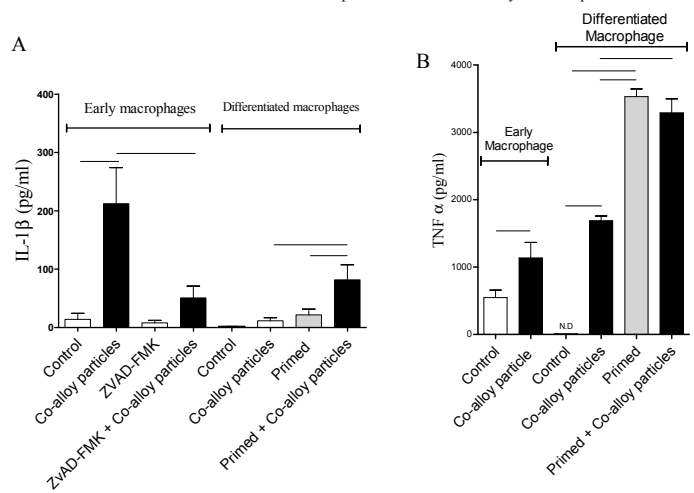 A
IL-1β (pg/ml)
400
300
200
100
0
Early macrophages
Differentiated macrophages
Control
Co-alloy particles
ZVAD-FMK
ZvAD-FMK + Co-alloy particles
Control
Co-alloy particles
Primed
Primed + Co-alloy particles
B
TNF α (pg/ml)
4000
3000
2000
1000
0
Early
Macrophage
Differentiated
Macrophage
N.D
Control
Co-alloy particle
Control
Co-alloy particles
Primed
Primed + Co-alloy particles